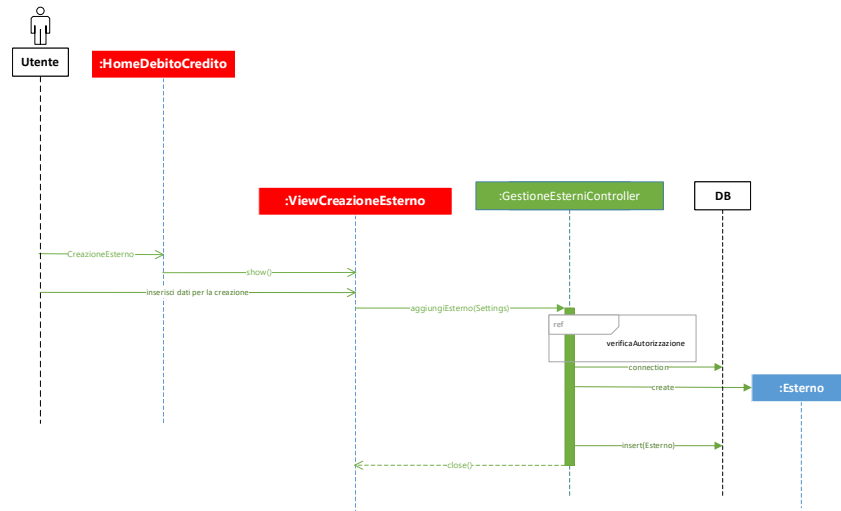 Utente
:HomeDebitoCredito
:ViewCreazioneEsterno
:GestioneEsterniController
DB
CreazioneEsterno
show()
inserisci dati per la creazione
aggiungiEsterno(Settings)
ref
verificaAutorizzazione
connection
create
:Esterno
insert(Esterno)
close()